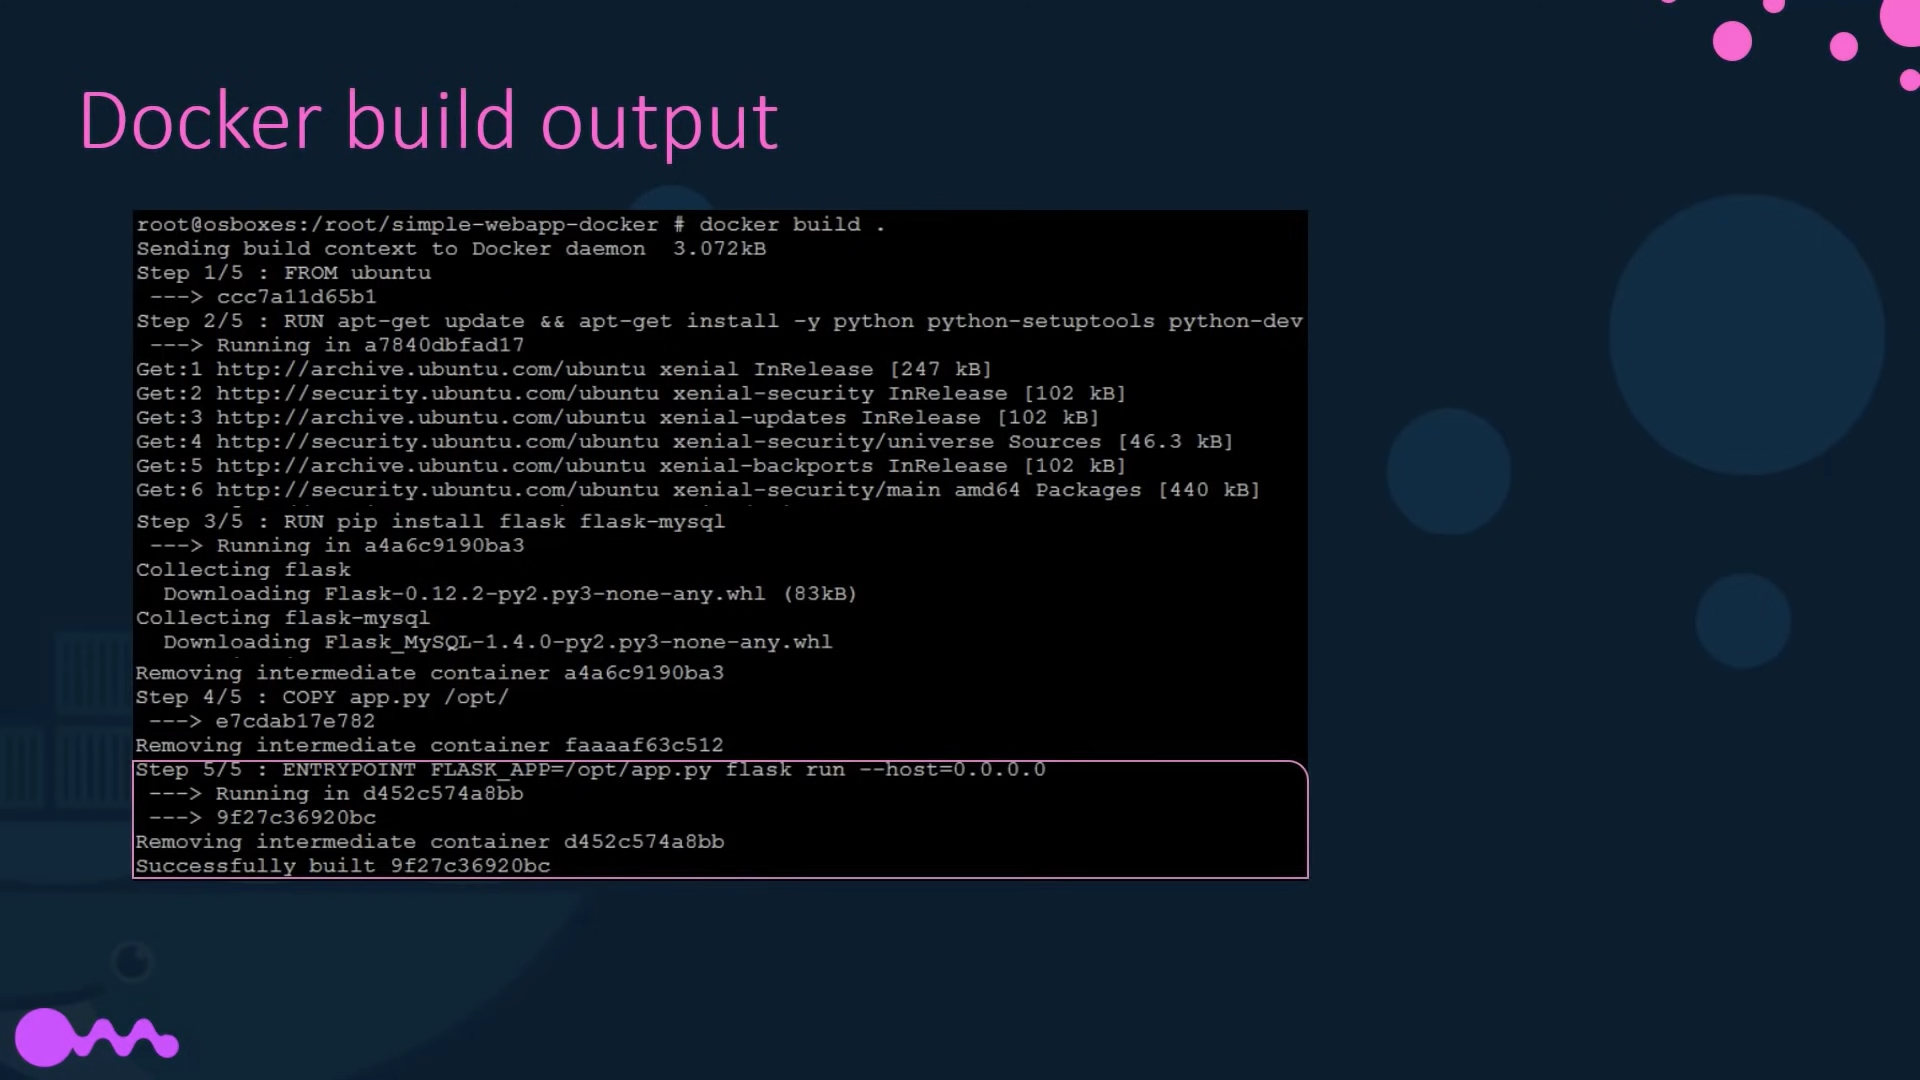 Docker build output
root@osboxes:/root/simple-webapp-docker # docker build .
Sending build context to Docker daemon  3.072kB
Step 1/5 : FROM ubuntu
 ---> ccc7a11d65b1
Step 2/5 : RUN apt-get update && apt-get install -y python python-setuptools python-dev
 ---> Running in a7840dbfad17
Get:1 http://archive.ubuntu.com/ubuntu xenial InRelease [247 kB]
Get:2 http://security.ubuntu.com/ubuntu xenial-security InRelease [102 kB]
Get:3 http://archive.ubuntu.com/ubuntu xenial-updates InRelease [102 kB]
Get:4 http://security.ubuntu.com/ubuntu xenial-security/universe Sources [46.3 kB]
Get:5 http://archive.ubuntu.com/ubuntu xenial-backports InRelease [102 kB]
Get:6 http://security.ubuntu.com/ubuntu xenial-security/main amd64 Packages [440 kB]
Step 3/5 : RUN pip install flask flask-mysql
 ---> Running in a4a6c9190ba3
Collecting flask
  Downloading Flask-0.12.2-py2.py3-none-any.whl (83kB)
Collecting flask-mysql
  Downloading Flask_MySQL-1.4.0-py2.py3-none-any.whl
Removing intermediate container a4a6c9190ba3
Step 4/5 : COPY app.py /opt/
 ---> e7cdab17e782
Removing intermediate container faaaaf63c512
Step 5/5 : ENTRYPOINT FLASK_APP=/opt/app.py flask run --host=0.0.0.0
 ---> Running in d452c574a8bb
 ---> 9f27c36920bc
Removing intermediate container d452c574a8bb
Successfully built 9f27c36920bc